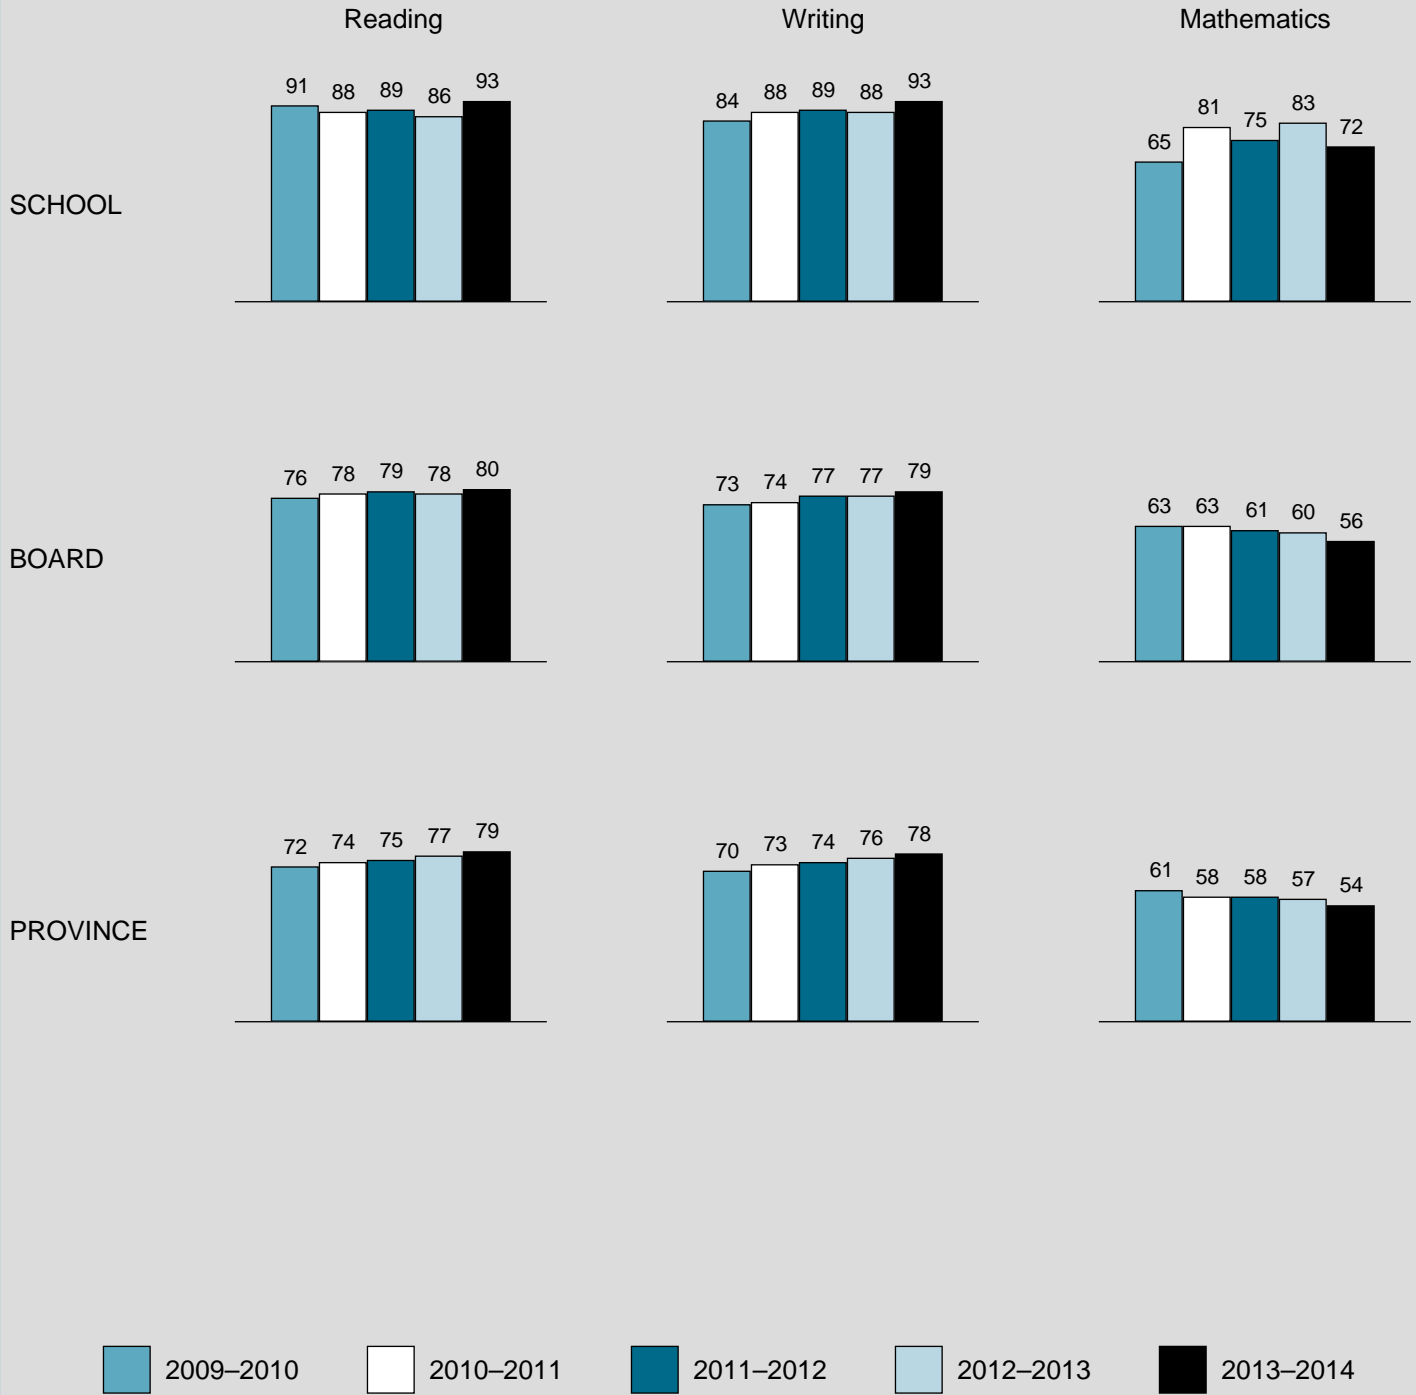 Reading Writing Mathematics
91 88 89 86 93 84 88 89 88 93 65 81 75 83 72
SCHOOL
76 78 79 78 80 73 74 77 77 79 63 63 61 60 56
BOARD
72 74 75 77 79 70 73 74 76 78 61 58 58 57 54
PROVINCE
2009–2010 2010–2011 2011–2012 2012–2013 2013–2014